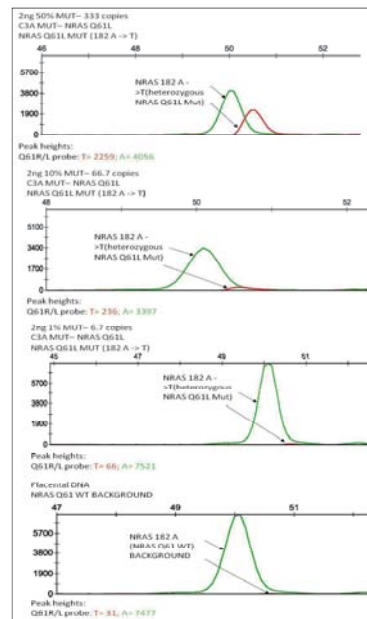 2ng 50% MUT– 333 copies
C3A MUT– NRAS Q61L
NRAS Q61L MUT (182 A -> T)
46 48 50 52
5700
3800
1900
0
NRAS 182 A -
>T(heterozygous
NRAS Q61L Mut)
Peak heights:
Q61R/L probe: T= 2259; A= 4056
2ng 10% MUT– 66.7 copies
C3A MUT– NRAS Q61L
NRAS Q61L MUT (182 A -> T)
48 50 52
5100
3400
1700
0
NRAS 182 A -
>T(heterozygous
NRAS Q61L Mut)
Peak heights:
Q61R/L probe: T= 236; A= 3397
2ng 1% MUT– 6.7 copies
C3A MUT– NRAS Q61L
NRAS Q61L MUT (182 A -> T)
45 47 49 51
5700
3800
1900
0
NRAS 182 A -
>T(heterozygous
NRAS Q61L Mut)
Peak heights:
Q61R/L probe: T= 66; A= 7521
Placental DNA
NRAS Q61 WT BACKGROUND
47 49 51
5700
3800
1900
0
NRAS 182 A
(NRAS Q61 WT)
BACKGROUND
Peak heights:
Q61R/L probe: T= 31, A= 7477